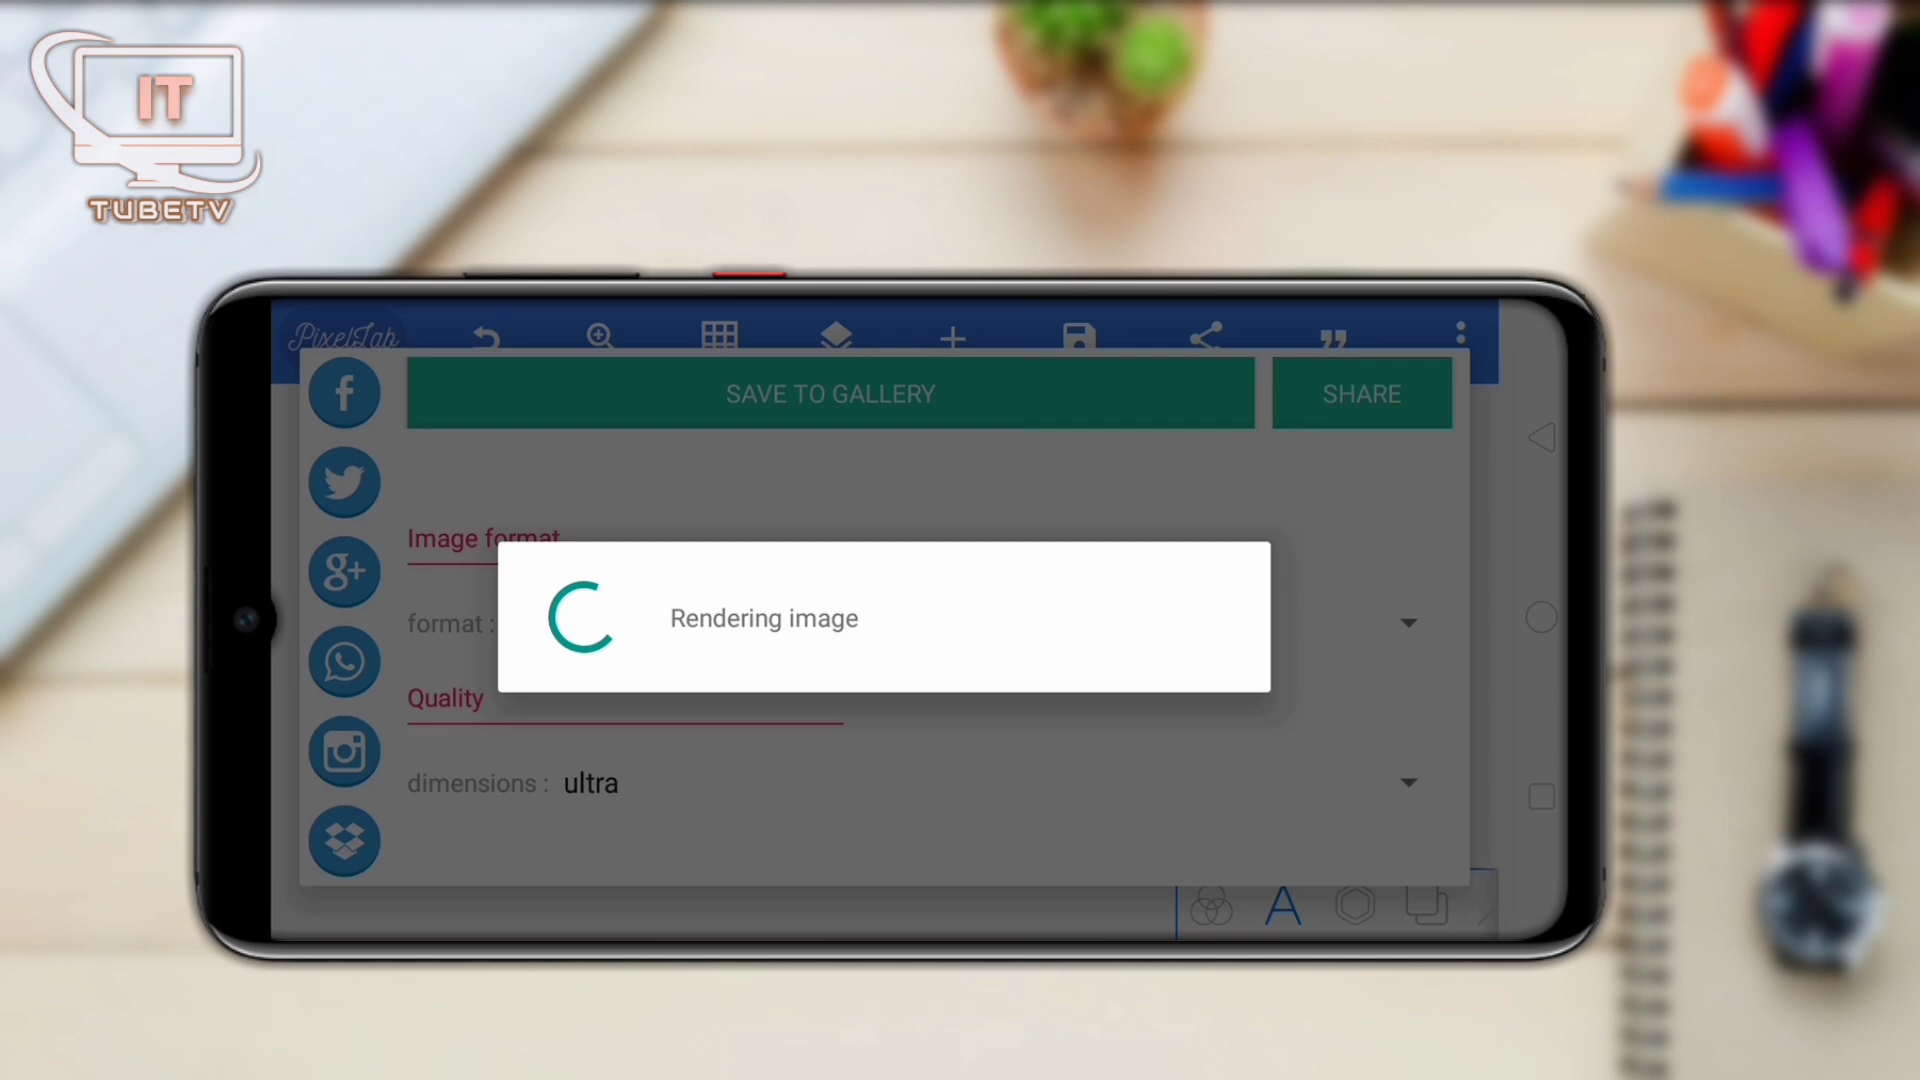 IT
TUBETV
PixelLab
SAVE TO GALLERY
SHARE
Image format
format :
Rendering image
Quality
dimensions : ultra